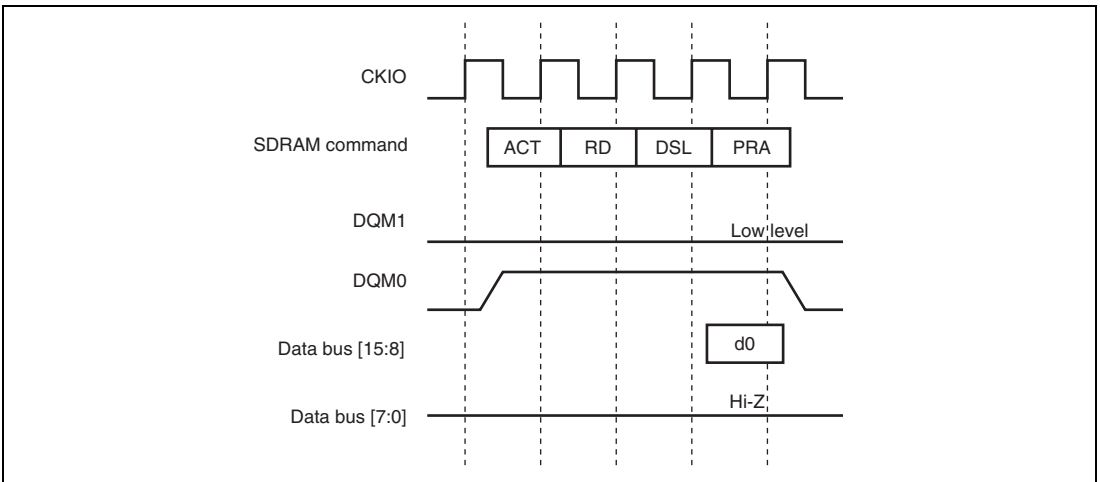 CKIO
SDRAM command
ACT RD DSL PRA
DQM1
Low level
DQM0
Data bus [15:8]
d0
Data bus [7:0]
Hi-Z